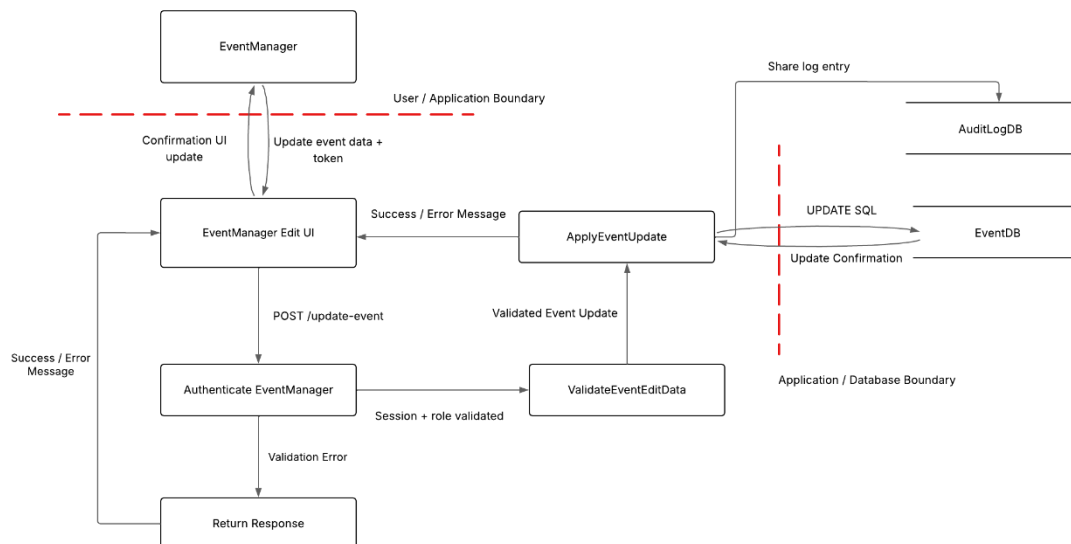 EventManager
Share log entry
User / Application Boundary
AuditLogDB
Confirmation UI
update
Update event data +
token
EventManager Edit UI
Success / Error Message
ApplyEventUpdate
UPDATE SQL
EventDB
Update Confirmation
POST /update-event
Validated Event Update
Success / Error
Message
Authenticate EventManager
Session + role validated
ValidateEventEditData
Application / Database Boundary
Validation Error
Return Response